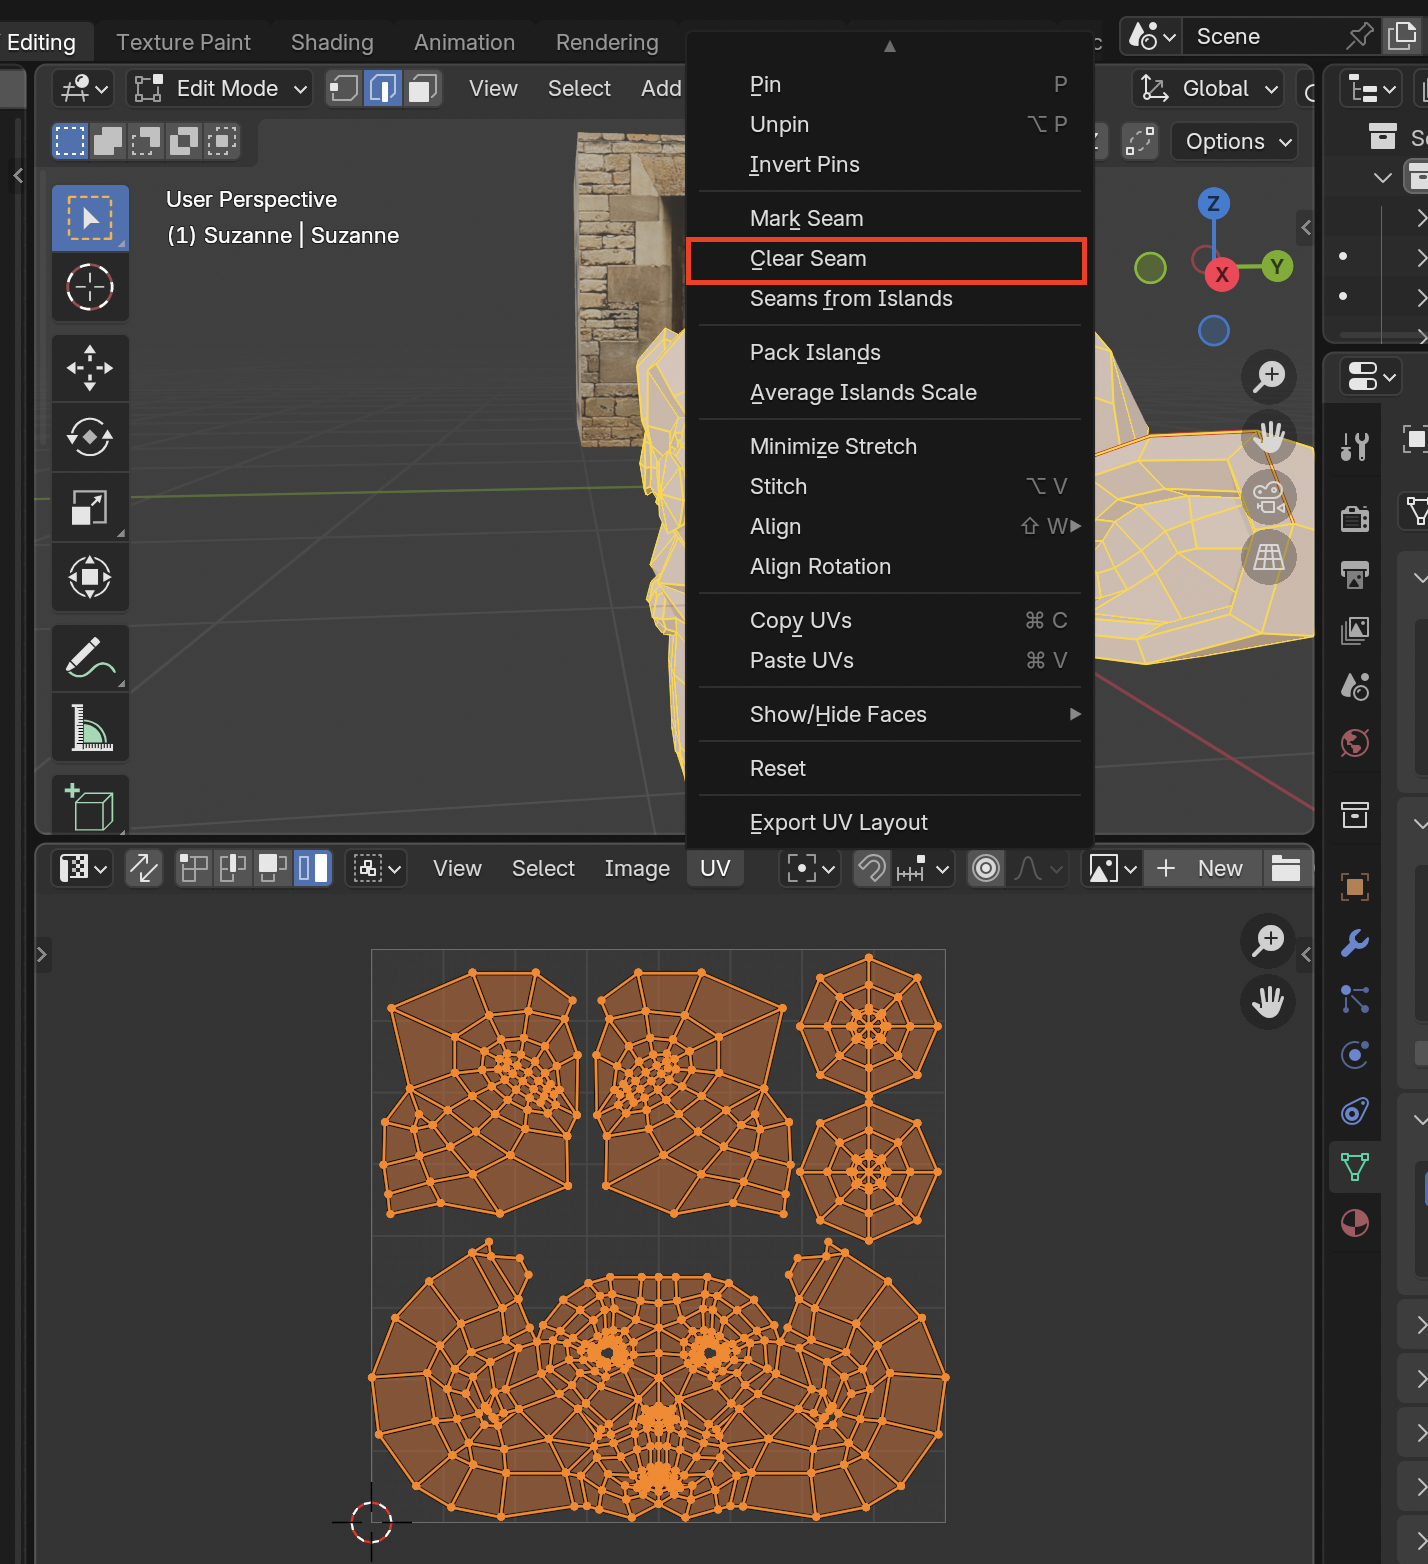 Editing
Texture Paint
Shading
Animation
Rendering
Scene
Edit Mode
View
Select
Add
Global
Options
User Perspective
(1) Suzanne | Suzanne
Z
Y
X
Pin P
Unpin ⌥ P
Invert Pins
Mark Seam
Clear Seam
Seams from Islands
Pack Islands
Average Islands Scale
Minimize Stretch
Stitch ⌥ V
Align ⇧ W
Align Rotation
Copy UVs ⌘ C
Paste UVs ⌘ V
Show/Hide Faces
Reset
Export UV Layout
View
Select
Image
UV
New